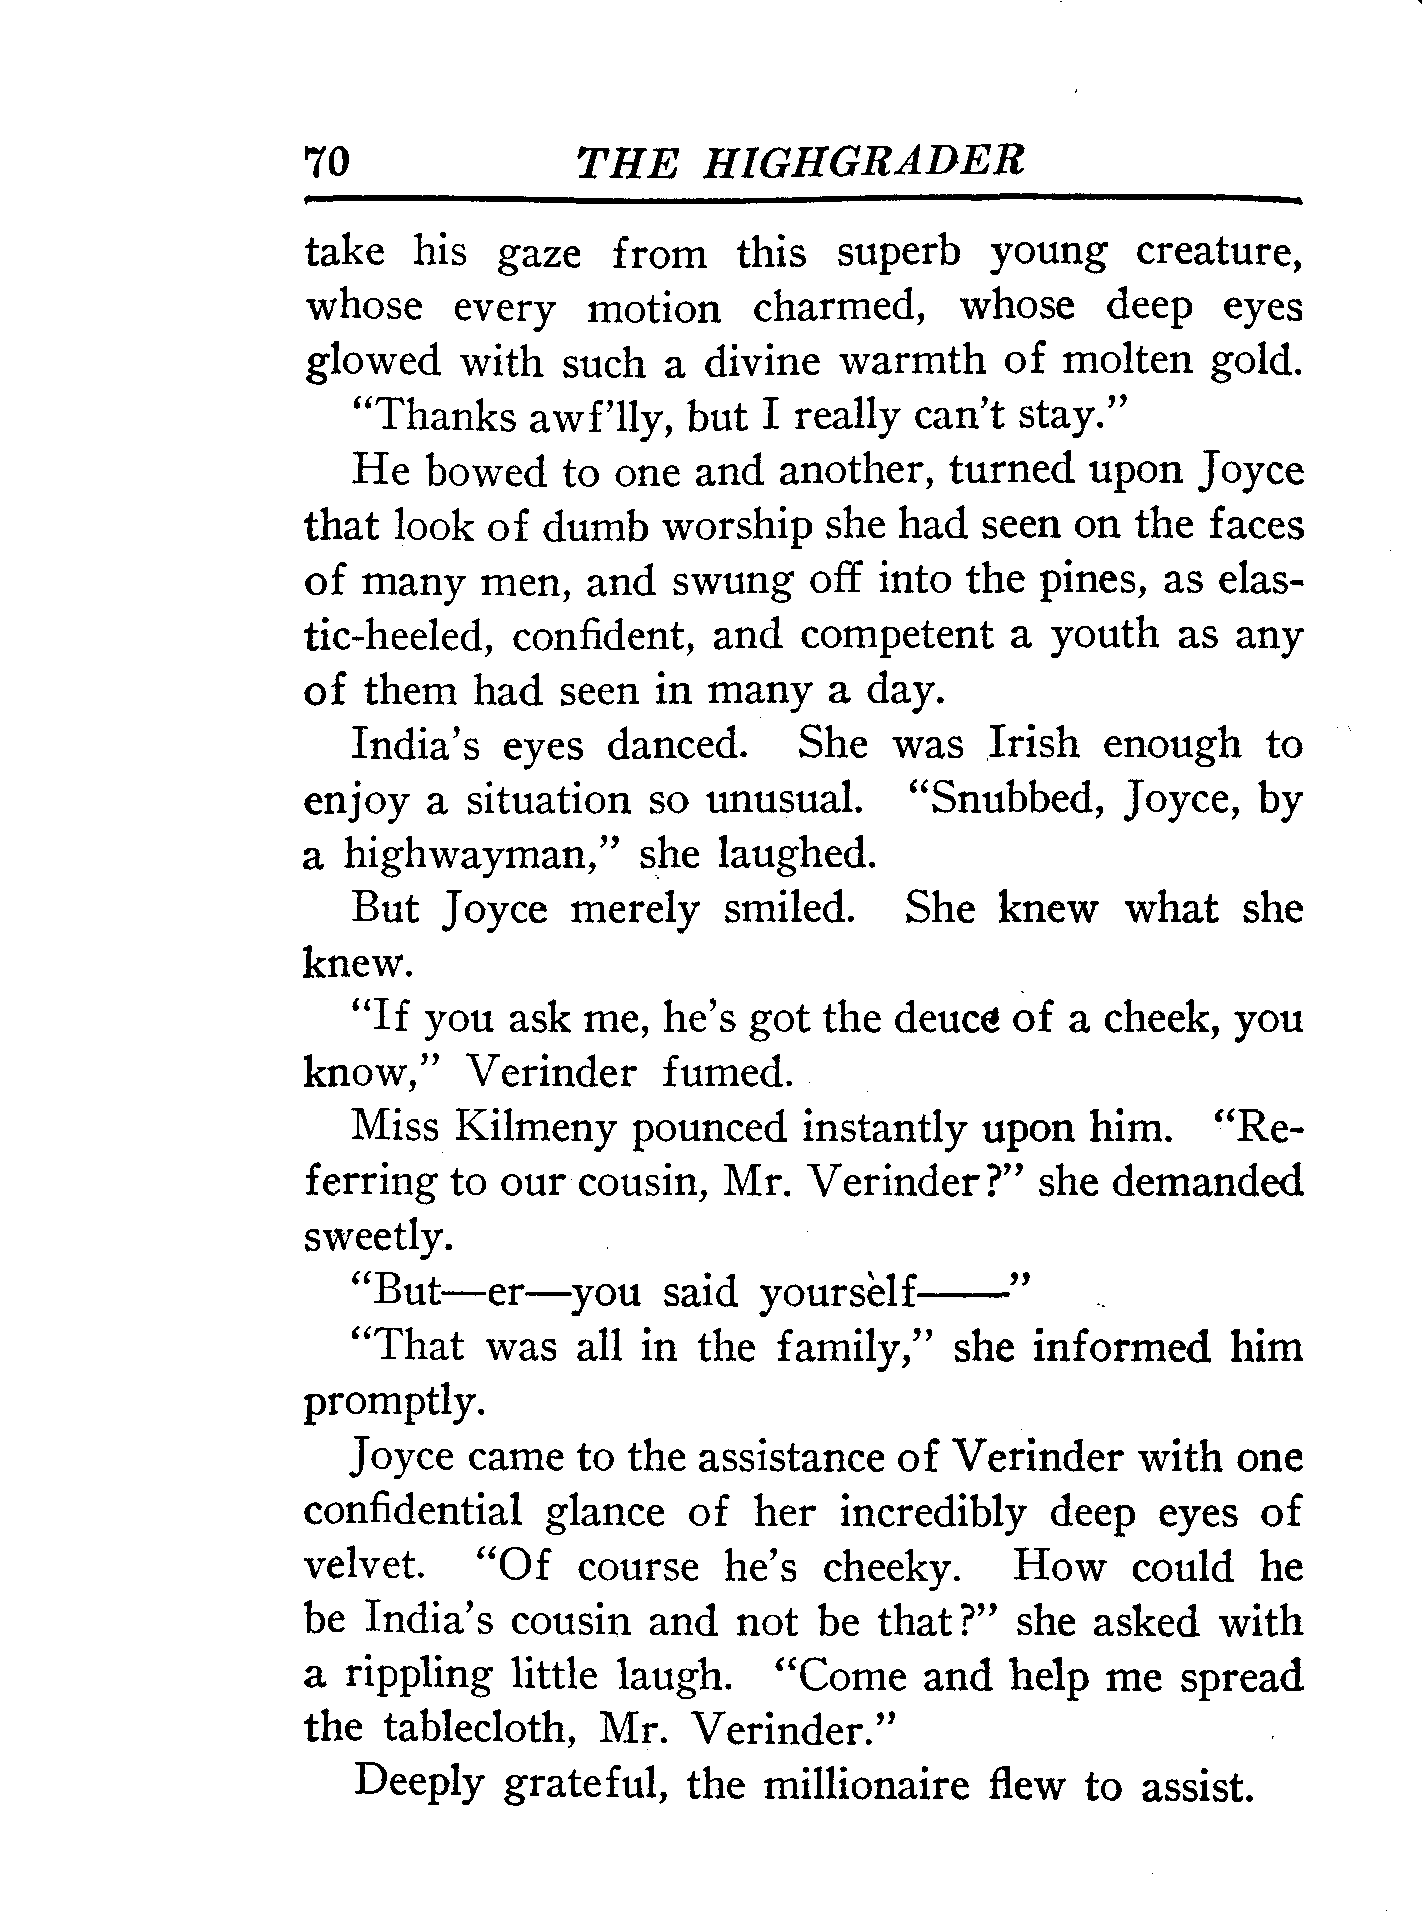 70 THE HIGHGRADER
take his gaze from this superb young creature,
whose every motion charmed, whose deep eyes
glowed with such a divine warmth of molten gold.
“Thanks awf’lly, but I really can’t stay.”
He bowed to one and another, turned upon Joyce
that look of dumb worship she had seen on the faces
of many men, and swung off into the pines, as elas-
tic-heeled, confident, and competent a youth as any
of them had seen in many a day.
India’s eyes danced. She was Irish enough to
enjoy a situation so unusual. “Snubbed, Joyce, by
a highwayman,” she laughed.
But Joyce merely smiled. She knew what she
knew.
“If you ask me, he’s got the deuce of a cheek, you
know,” Verinder fumed.
Miss Kilmeny pounced instantly upon him. “Re-
ferring to our cousin, Mr. Verinder?” she demanded
sweetly.
“But—er—you said yourself——”
“That was all in the family,” she informed him
promptly.
Joyce came to the assistance of Verinder with one
confidential glance of her incredibly deep eyes of
velvet. “Of course he’s cheeky. How could he
be India’s cousin and not be that?” she asked with
a rippling little laugh. “Come and help me spread
the tablecloth, Mr. Verinder.”
Deeply grateful, the millionaire flew to assist.